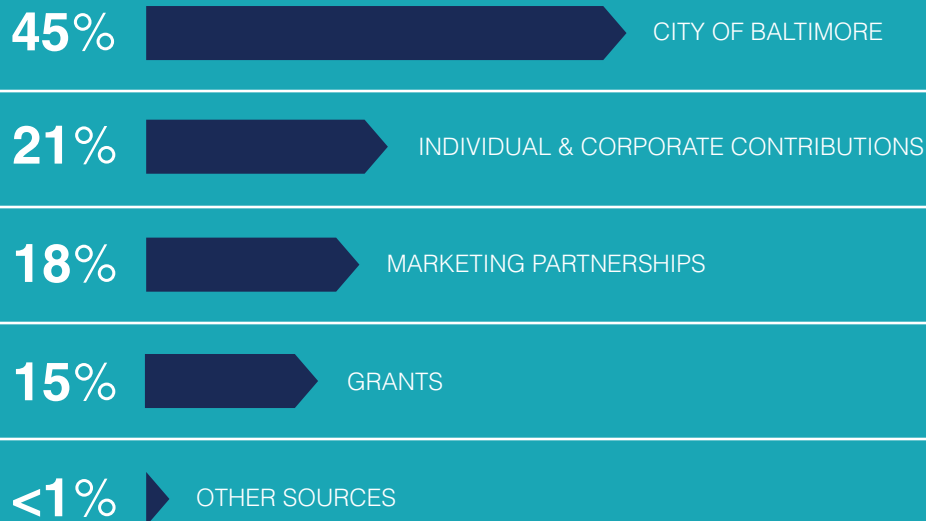 45% CITY OF BALTIMORE
21% INDIVIDUAL & CORPORATE CONTRIBUTIONS
18% MARKETING PARTNERSHIPS
15% GRANTS
<1% OTHER SOURCES